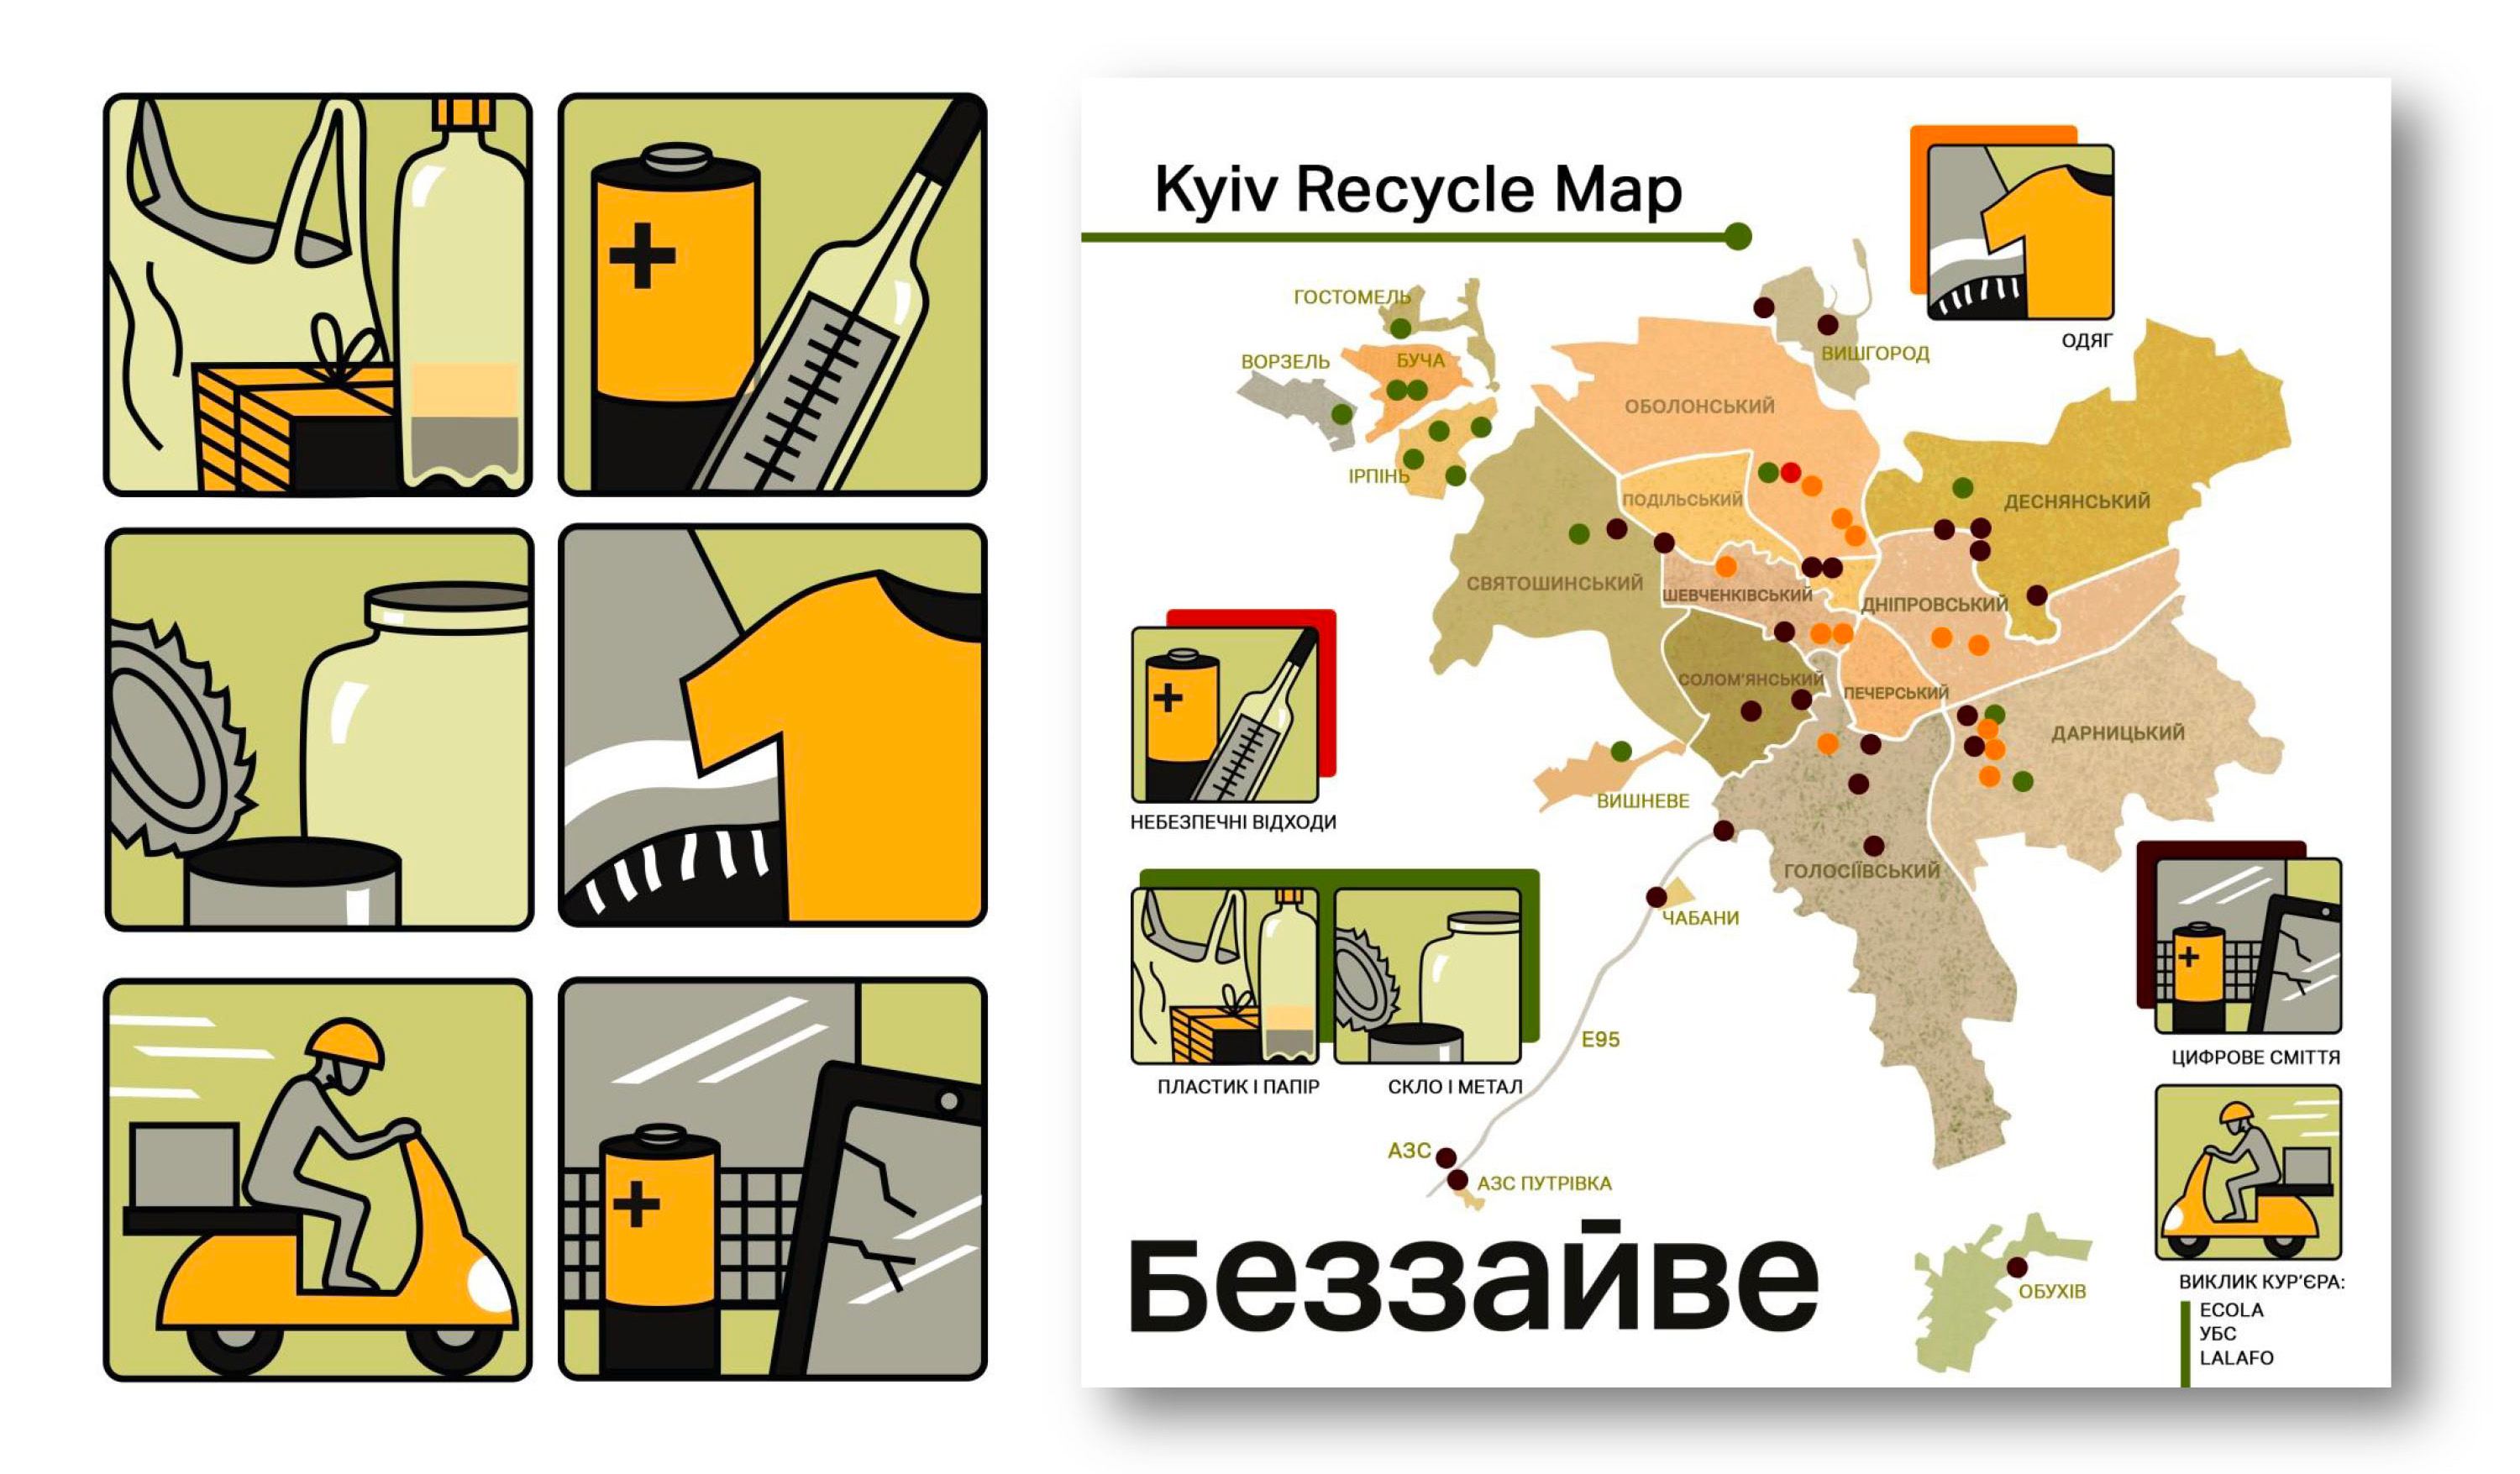 Kyiv Recycle Map
ОДЯГ
ГОСТОМЕЛЬ
ВОРЗЕЛЬ
БУЧА
ІРПІНЬ
ВИШГОРОД
ОБОЛОНСЬКИЙ
ПОДІЛЬСЬКИЙ
ДЕСНЯНСЬКИЙ
СВЯТОШИНСЬКИЙ
ШЕВЧЕНКІВСЬКИЙ
ДНІПРОВСЬКИЙ
СОЛОМ'ЯНСЬКИЙ
ПЕЧЕРСЬКИЙ
ДАРНИЦЬКИЙ
ВИШНЕВЕ
НЕБЕЗПЕЧНІ ВІДХОДИ
ГОЛОСІЇВСЬКИЙ
ЧАБАНИ
E95
ПЛАСТИК І ПАПІР
СКЛО І МЕТАЛ
ЦИФРОВЕ СМІТТЯ
АЗС
АЗС ПУТРІВКА
Беззайве
ОБУХІВ
ВИКЛИК КУР'ЄРА:
ECOLA
УБС
LALAFO